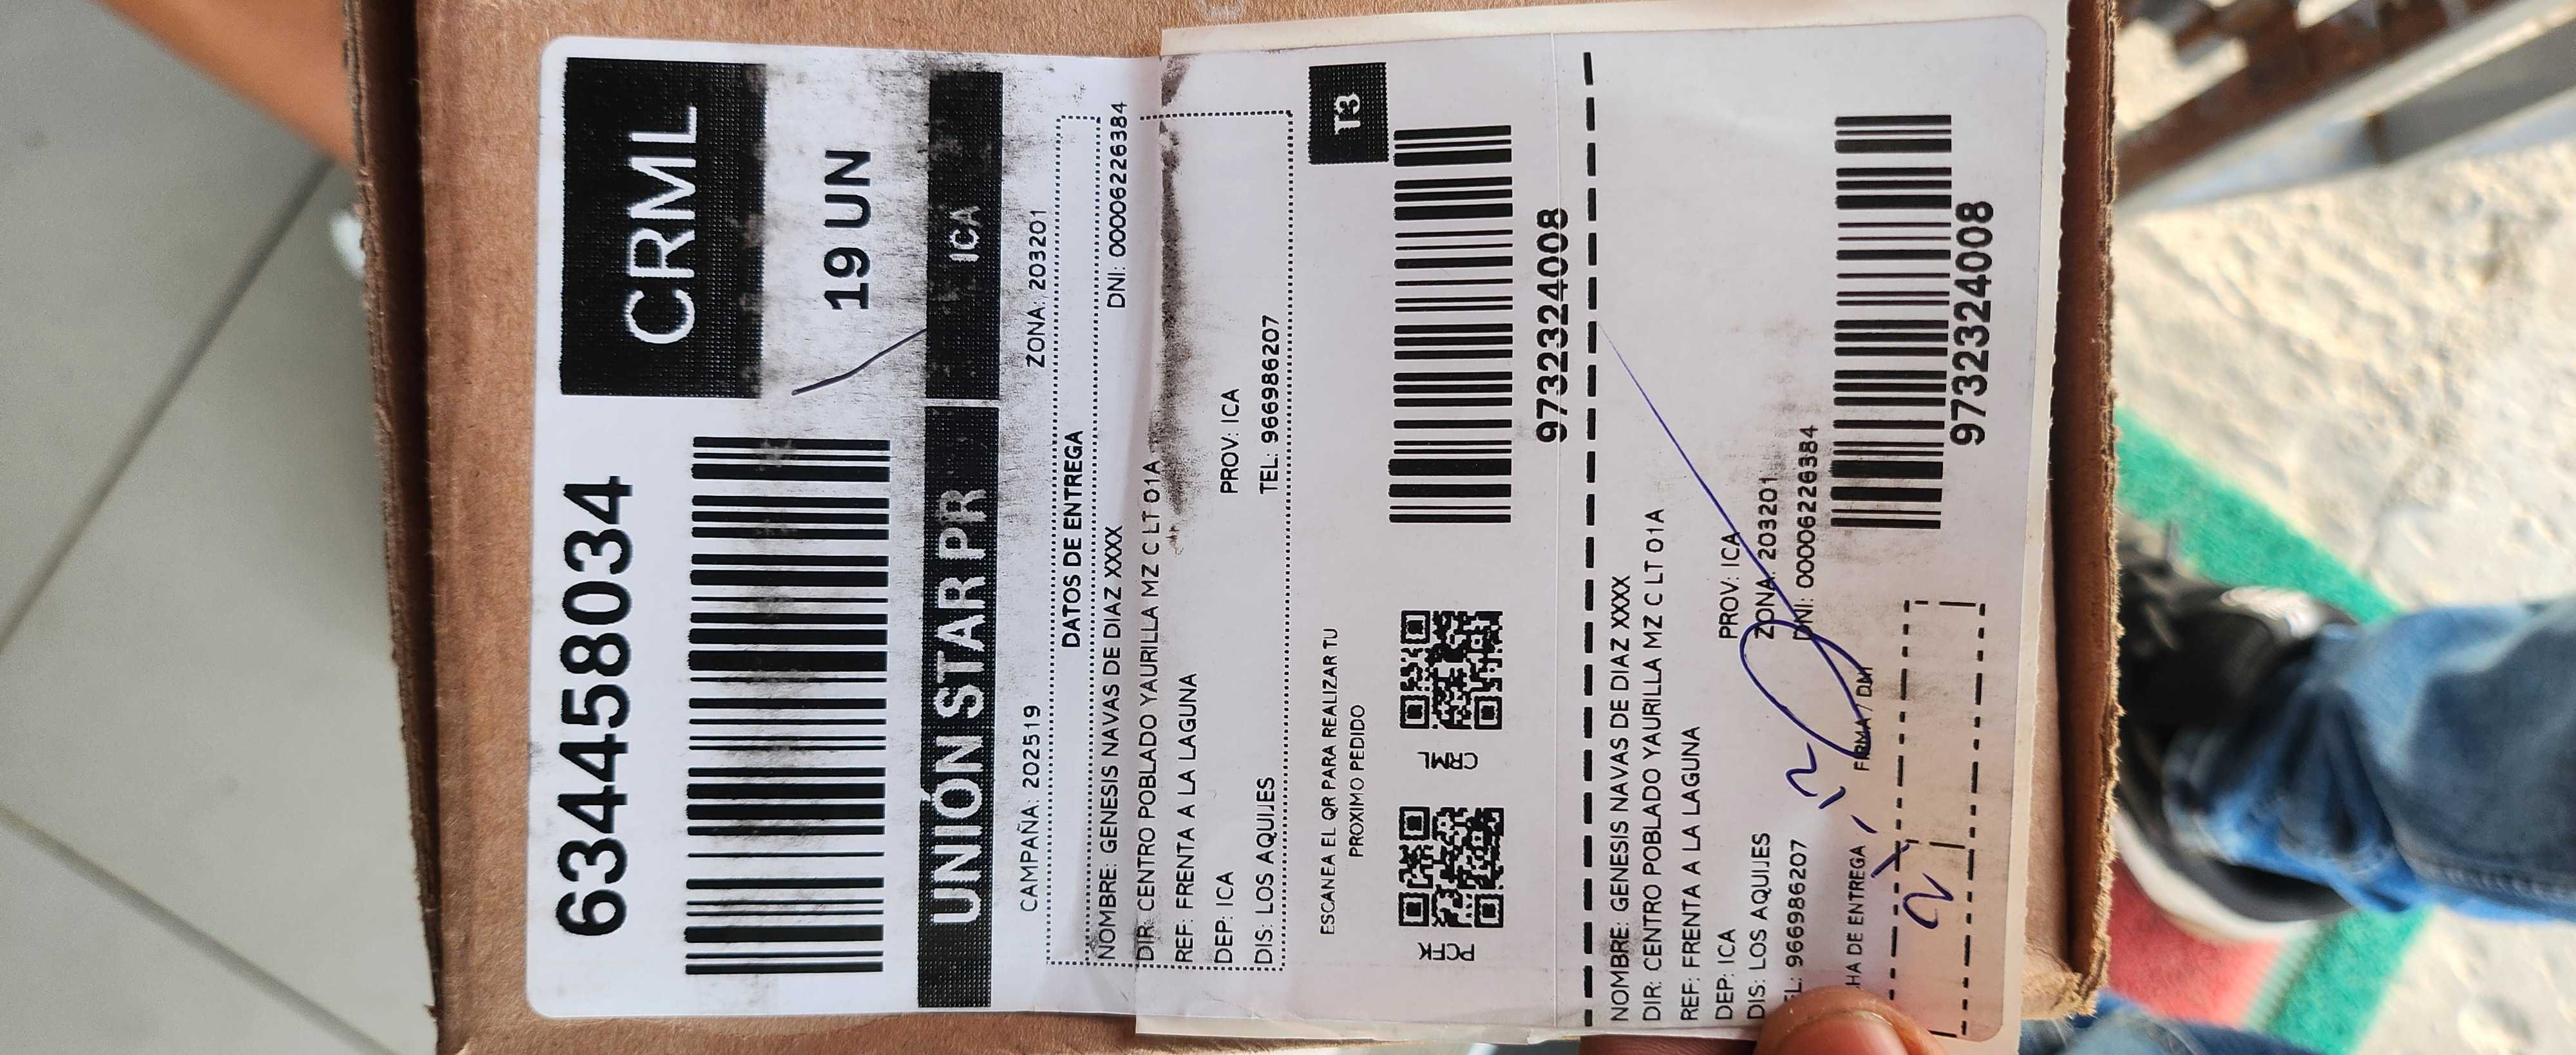 6344458034
CRML
19 UN
UNIÓN STAR PR
ICA
CAMPAÑA: 202519
ZONA: 203201
DATOS DE ENTREGA
NOMBRE: GENESIS NAVAS DE DIAZ XXXX
DNI: 00006226384
DIR: CENTRO POBLADO YAURILLA MZ C LT 01A
REF: FRENTA A LA LAGUNA
DEP: ICA
PROV: ICA
DIS: LOS AQUIJES
TEL: 966986207
T3
ESCANEA EL QR PARA REALIZAR TU
PROXIMO PEDIDO
PCFK
CRML
9732324008
NOMBRE: GENESIS NAVAS DE DIAZ XXXX
DIR: CENTRO POBLADO YAURILLA MZ C LT 01A
REF: FRENTA A LA LAGUNA
DEP: ICA
PROV: ICA
DIS: LOS AQUIJES
ZONA: 203201
EL: 966986207
DNI: 00006226384
HA DE ENTREGA
FIRMA / DNI
9732324008